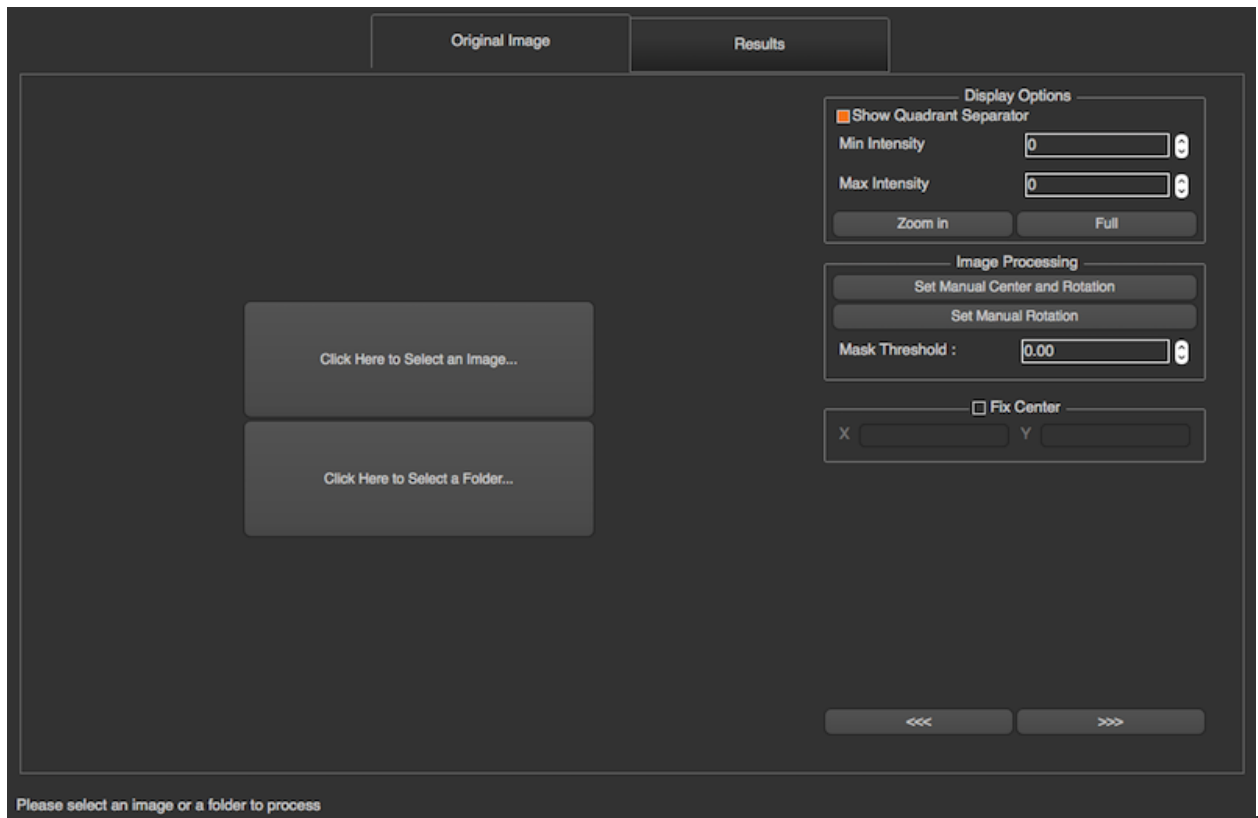 Original Image
Results
Display Options
Show Quadrant Separator
Min Intensity 0
Max Intensity 0
Zoom in Full
Image Processing
Set Manual Center and Rotation
Set Manual Rotation
Mask Threshold : 0.00
Fix Center
X Y
Click Here to Select an Image...
Click Here to Select a Folder...
<<< >>>
Please select an image or a folder to process